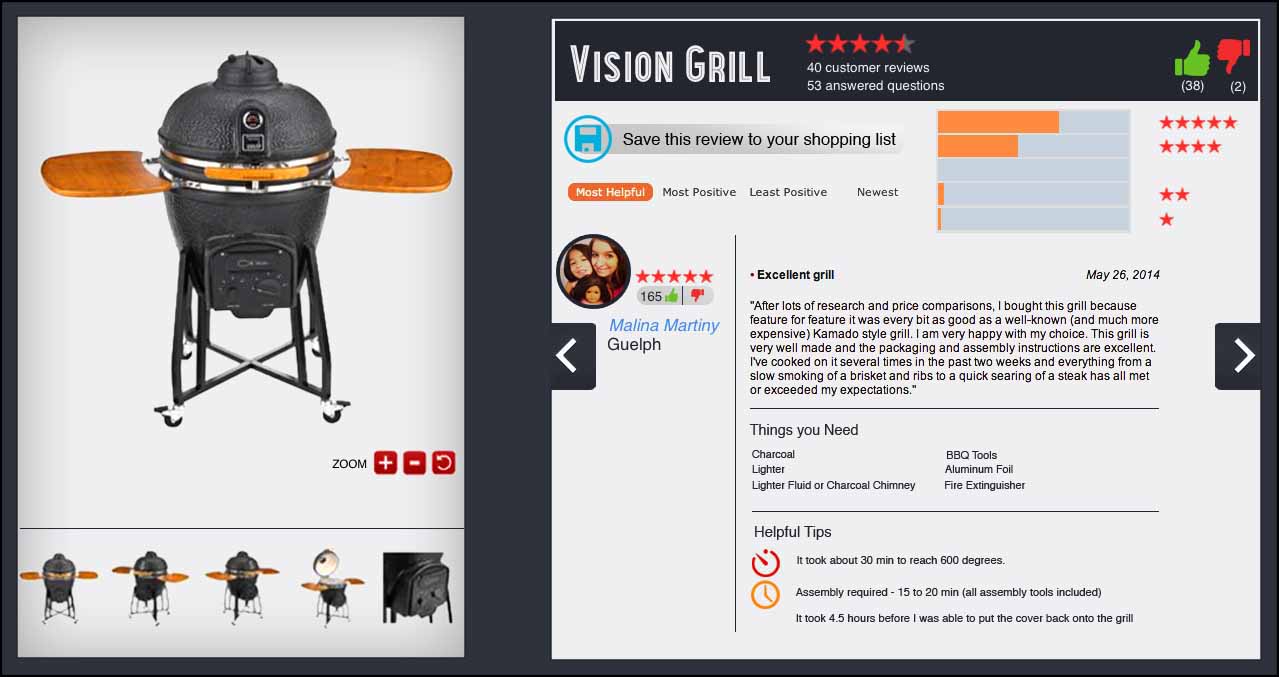 VISION GRILL
40 customer reviews
53 answered questions
(38)
(2)
Save this review to your shopping list
Most Helpful
Most Positive
Least Positive
Newest
165
Malina Martiny
Guelph
• Excellent grill
May 26, 2014
"After lots of research and price comparisons, I bought this grill because
feature for feature it was every bit as good as a well-known (and much more
expensive) Kamado style grill. I am very happy with my choice. This grill is
very well made and the packaging and assembly instructions are excellent.
I've cooked on it several times in the past two weeks and everything from a
slow smoking of a brisket and ribs to a quick searing of a steak has all met
or exceeded my expectations."
Things you Need
Charcoal
Lighter
Lighter Fluid or Charcoal Chimney
BBQ Tools
Aluminum Foil
Fire Extinguisher
Helpful Tips
It took about 30 min to reach 600 degrees.
Assembly required - 15 to 20 min (all assembly tools included)
It took 4.5 hours before I was able to put the cover back onto the grill
ZOOM